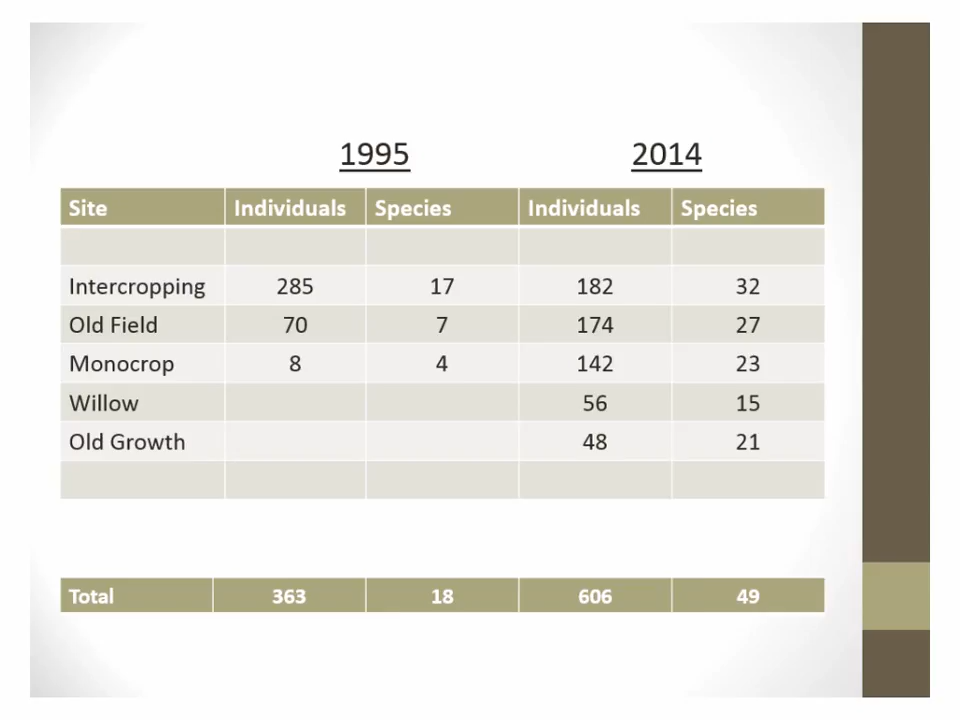 1995 2014
Site Individuals Species Individuals Species
Intercropping 285 17 182 32
Old Field 70 7 174 27
Monocrop 8 4 142 23
Willow 56 15
Old Growth 48 21
Total 363 18 606 49